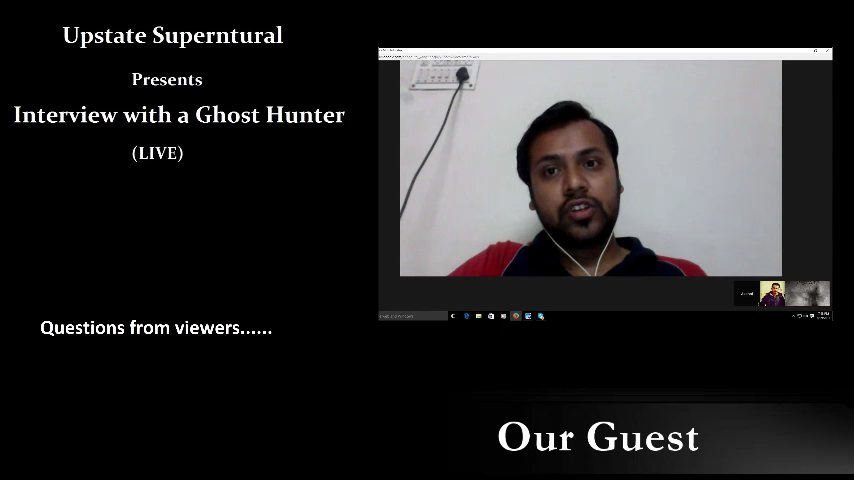 Upstate Superntural
Presents
Interview with a Ghost Hunter
(LIVE)
Questions from viewers......
Our Guest